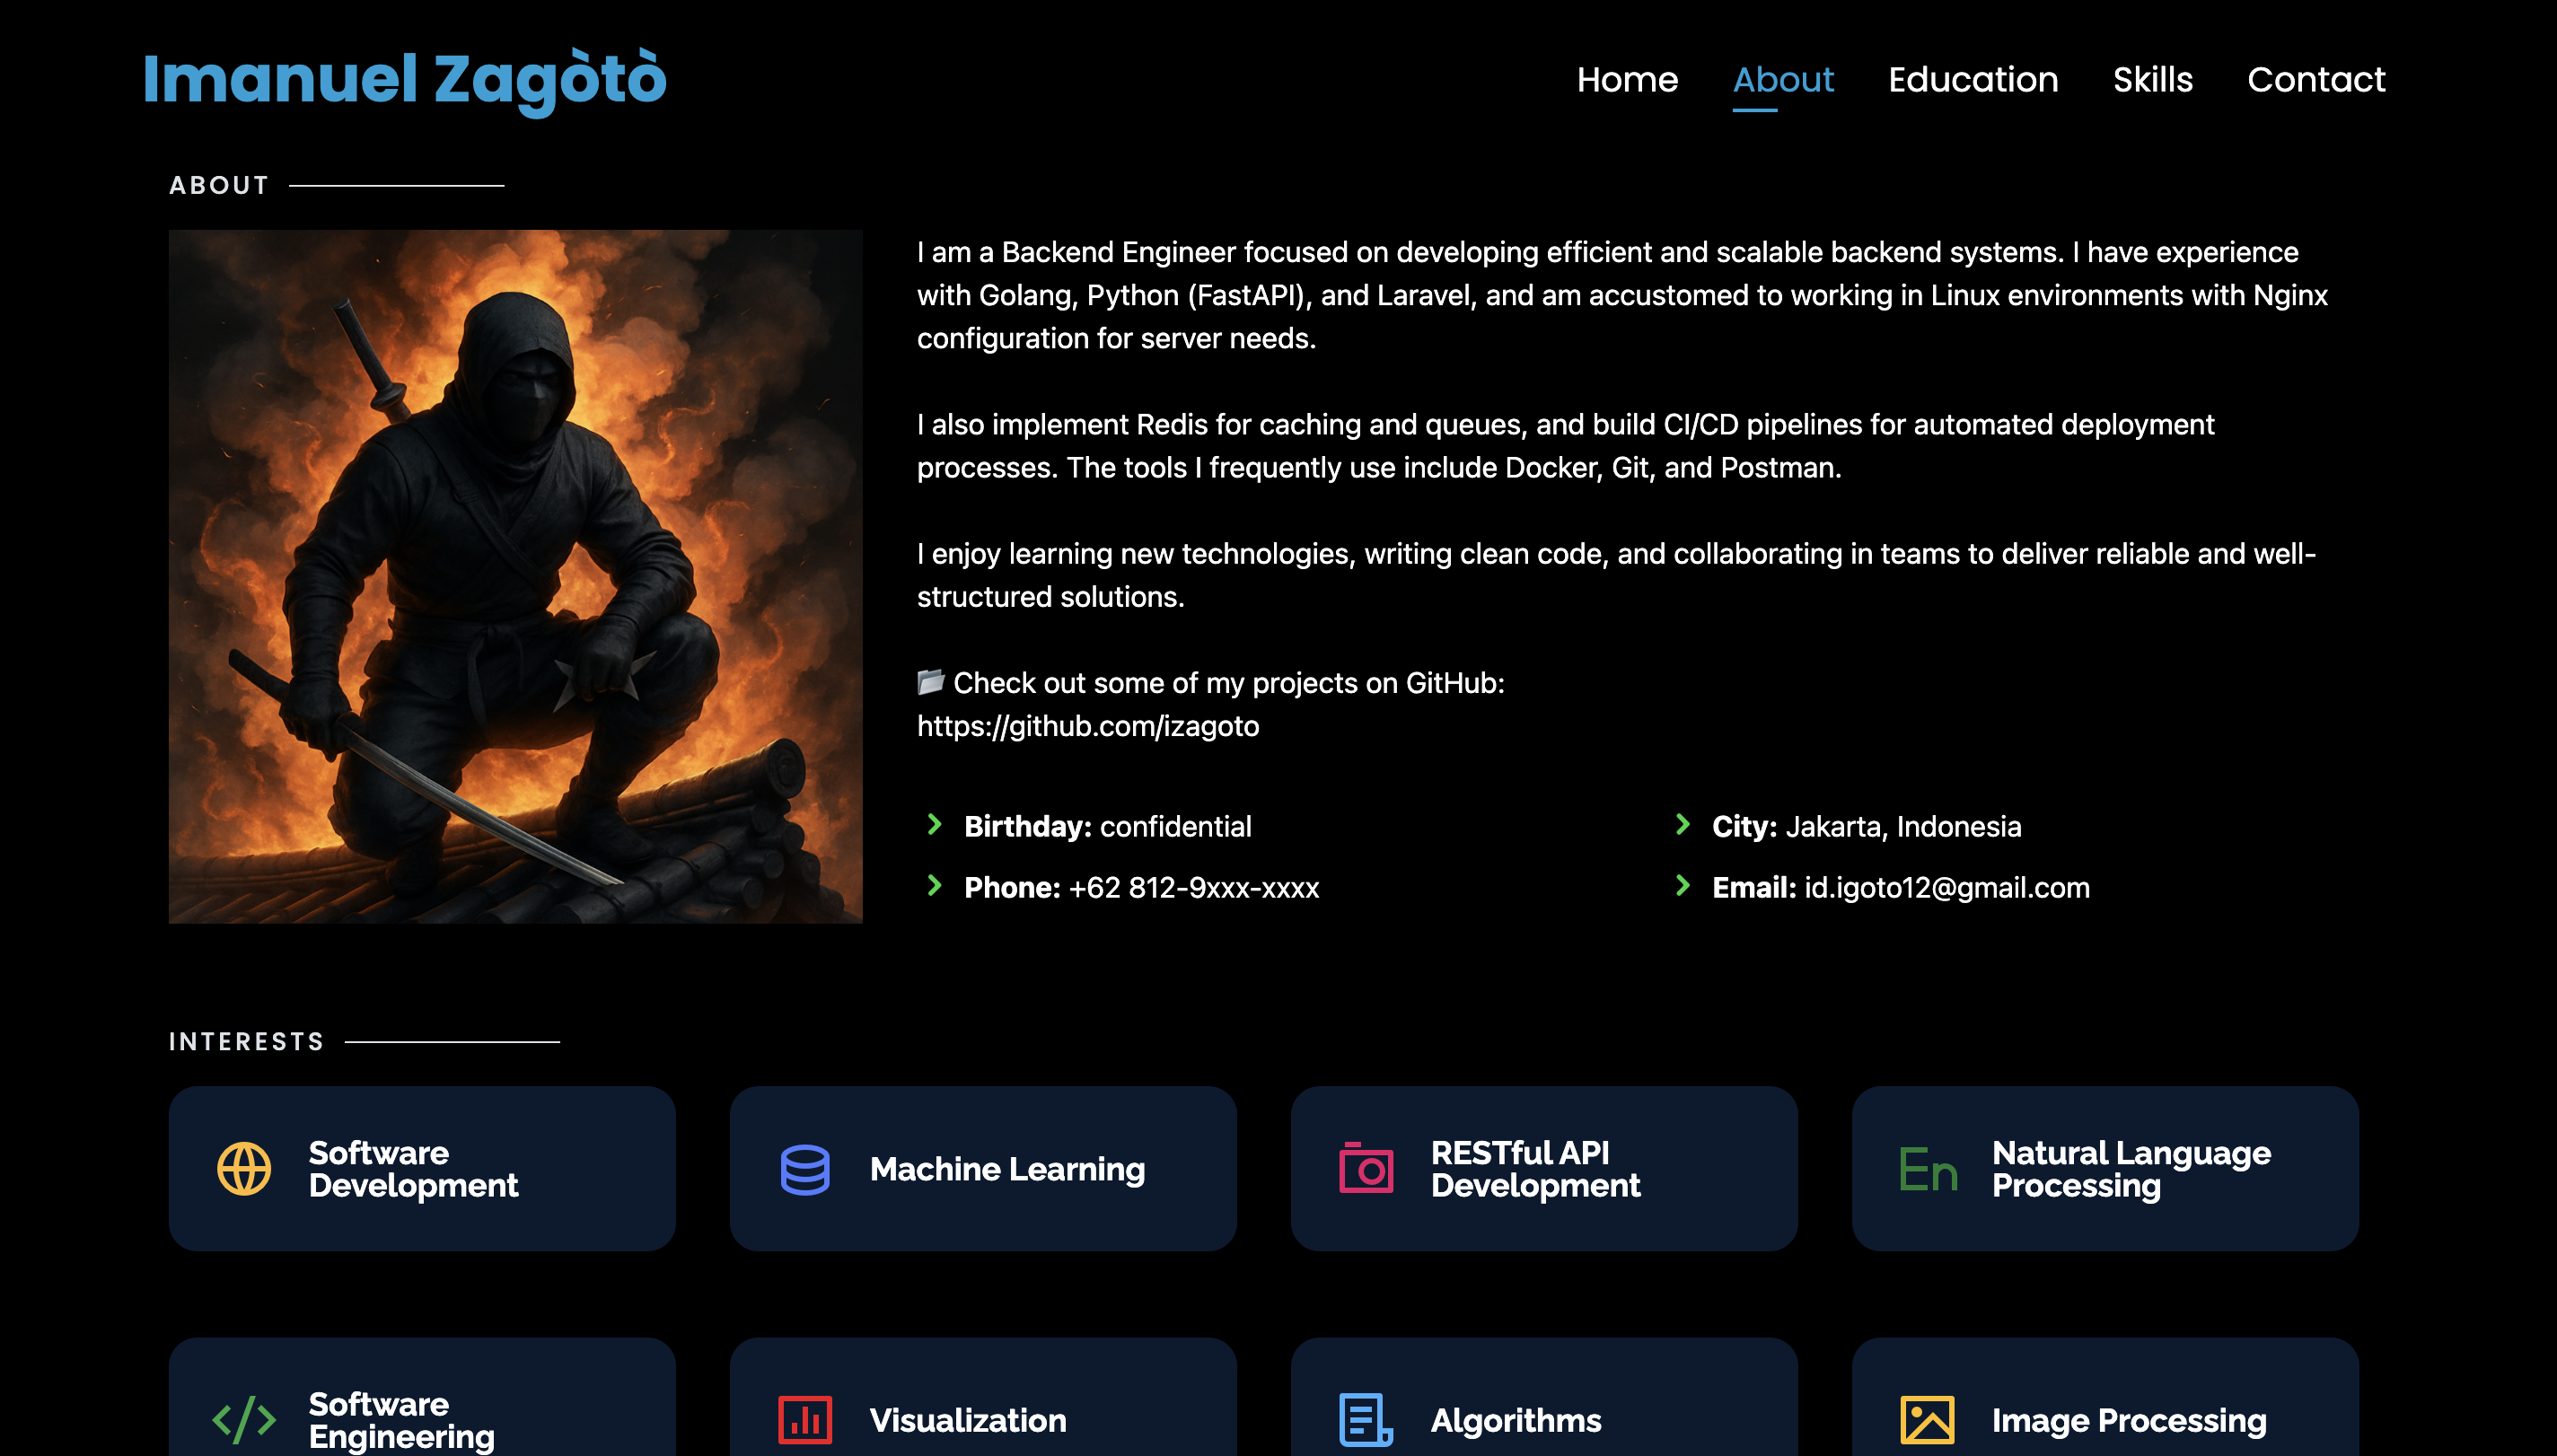 Imanuel Zagòtò
Home About Education Skills Contact
ABOUT
I am a Backend Engineer focused on developing efficient and scalable backend systems. I have experience
with Golang, Python (FastAPI), and Laravel, and am accustomed to working in Linux environments with Nginx
configuration for server needs.
I also implement Redis for caching and queues, and build CI/CD pipelines for automated deployment
processes. The tools I frequently use include Docker, Git, and Postman.
I enjoy learning new technologies, writing clean code, and collaborating in teams to deliver reliable and well-
structured solutions.
📂 Check out some of my projects on GitHub:
https://github.com/izagoto
Birthday: confidential
City: Jakarta, Indonesia
Phone: +62 812-9xxx-xxxx
Email: id.igoto12@gmail.com
INTERESTS
Software
Development
Machine Learning
RESTful API
Development
En
Natural Language
Processing
Software
Engineering
Visualization
Algorithms
Image Processing